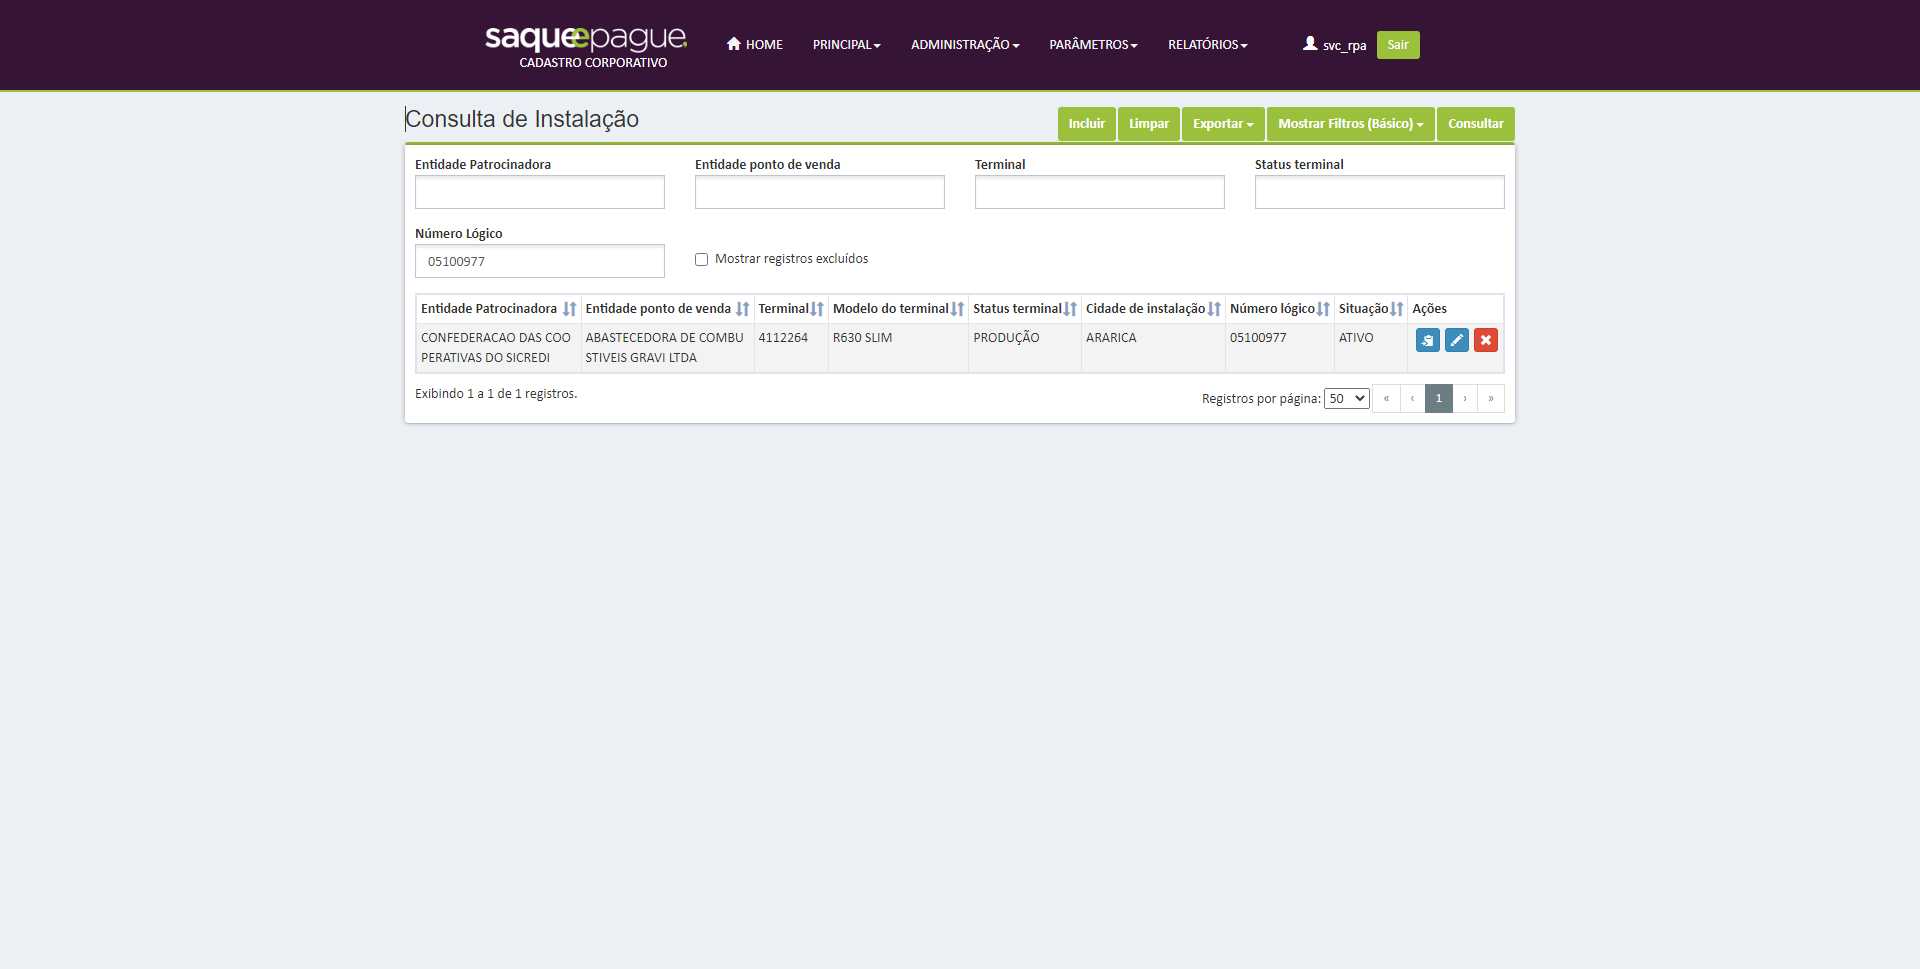 saqueepague
CADASTRO CORPORATIVO
HOME PRINCIPAL ADMINISTRAÇÃO PARÂMETROS RELATÓRIOS svc_rpa Sair
Consulta de Instalação
Incluir Limpar Exportar Mostrar Filtros (Básico) Consultar
Entidade Patrocinadora Entidade ponto de venda Terminal Status terminal
Número Lógico
05100977
Mostrar registros excluídos
Entidade Patrocinadora Entidade ponto de venda Terminal Modelo do terminal Status terminal Cidade de instalação Número lógico Situação Ações
CONFEDERACAO DAS COO ABASTECEDORA DE COMBU 4112264 R630 SLIM PRODUÇÃO ARARICA 05100977 ATIVO
PERATIVAS DO SICREDI STIVEIS GRAVI LTDA
Exibindo 1 a 1 de 1 registros.
Registros por página: 50 « ‹ 1 › »